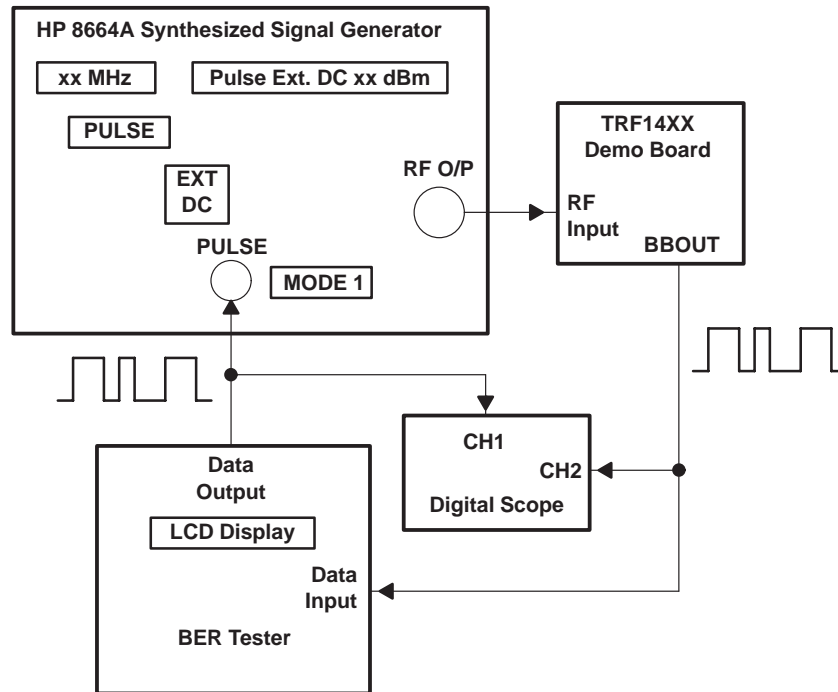 HP 8664A Synthesized Signal Generator
xx MHz
Pulse Ext. DC xx dBm
PULSE
EXT
DC
RF O/P
PULSE
MODE 1
TRF14XX
Demo Board
RF
Input
BBOUT
CH1
CH2
Digital Scope
Data
Output
LCD Display
Data
Input
BER Tester